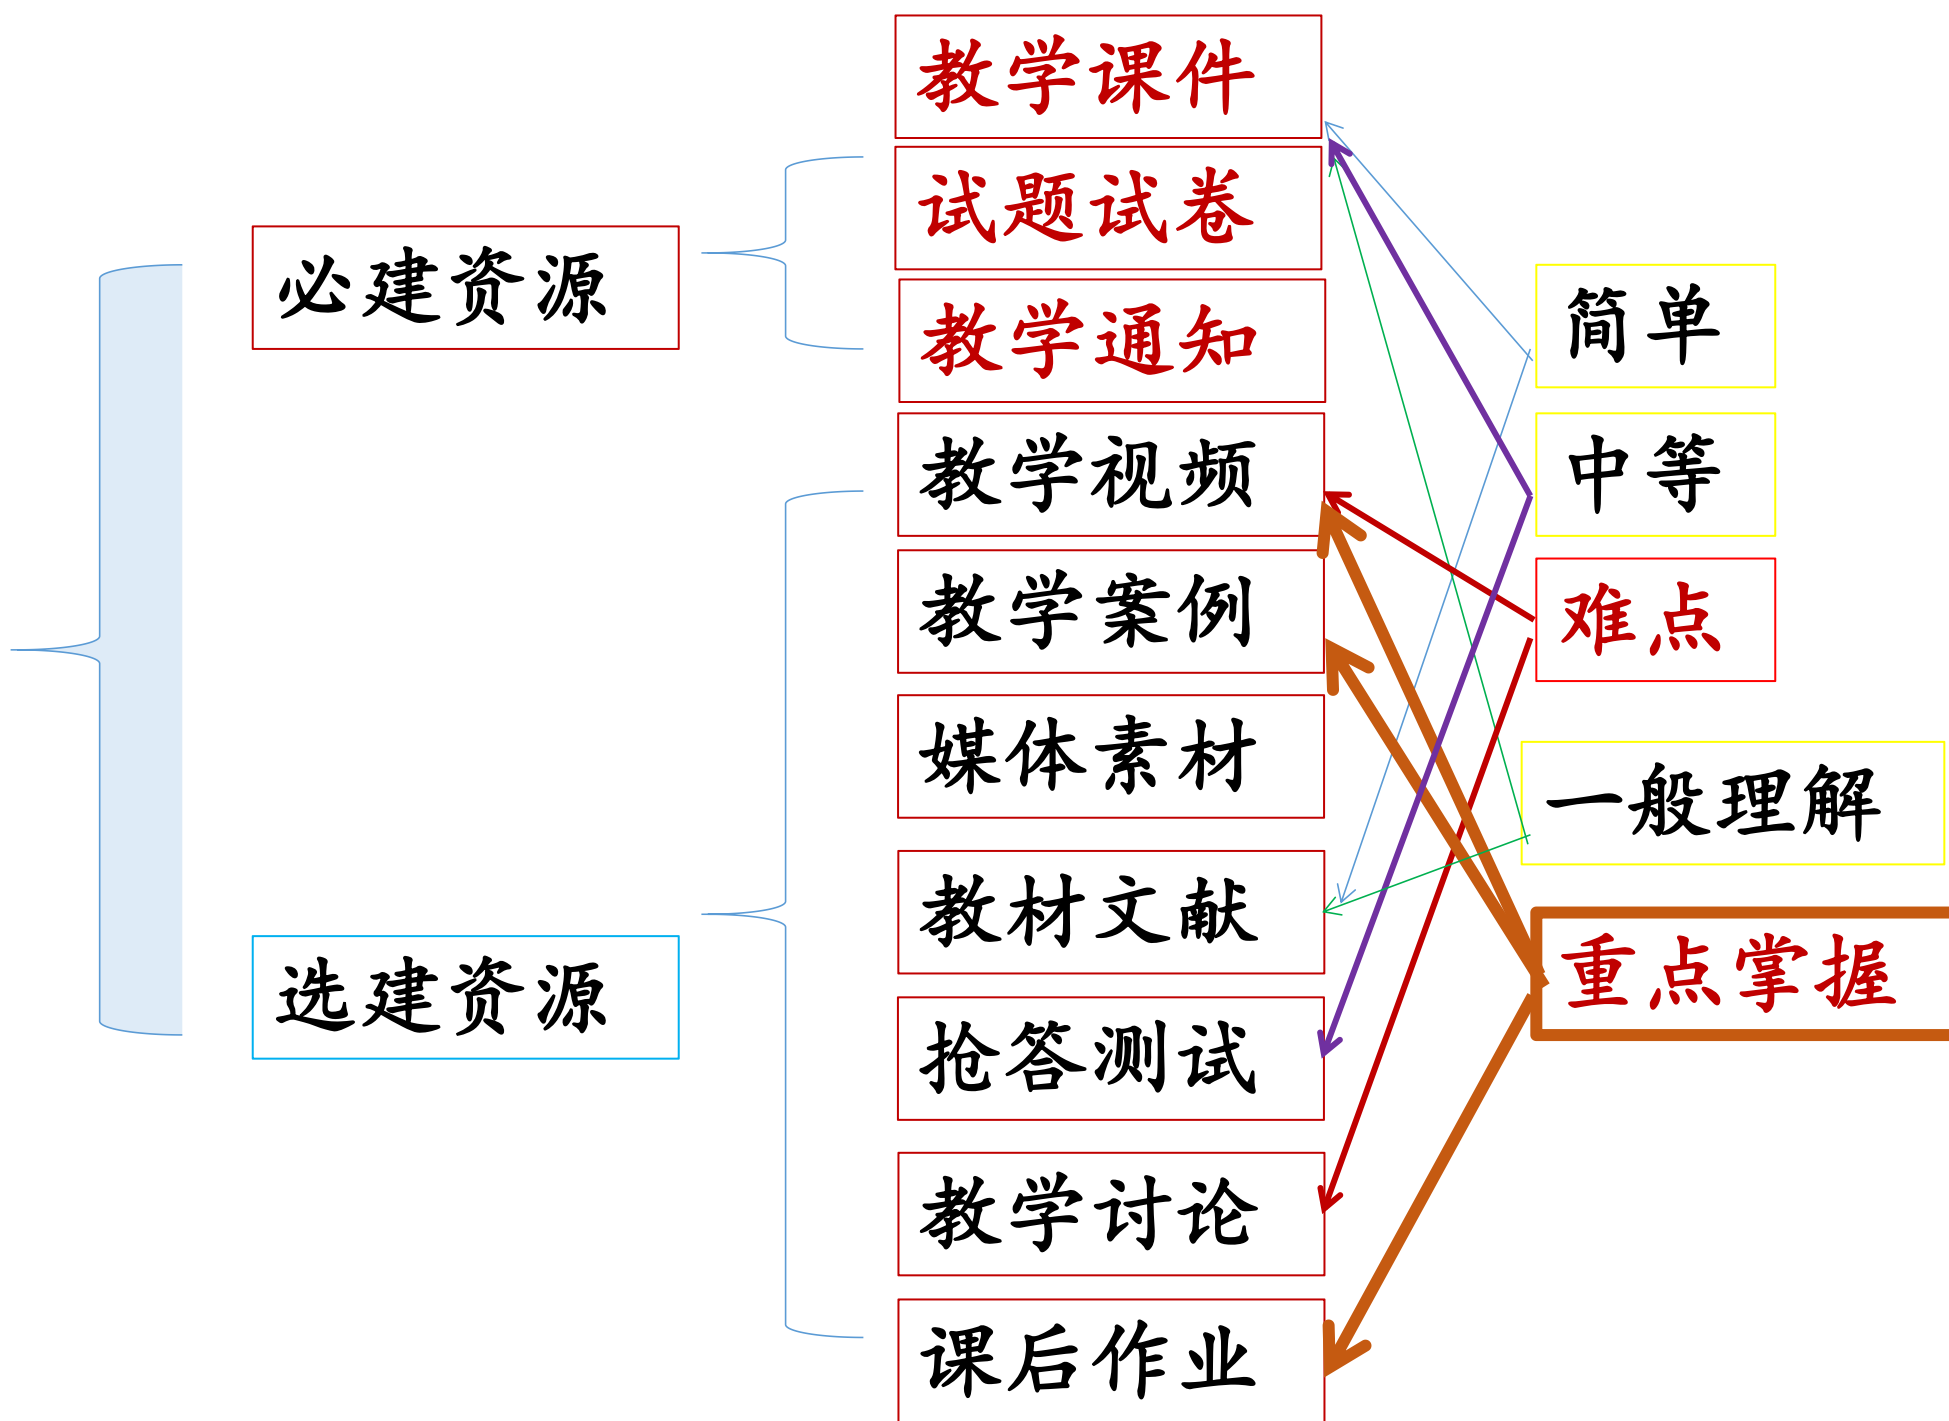 必建资源
选建资源
教学课件
试题试卷
教学通知
教学视频
教学案例
媒体素材
教材文献
抢答测试
教学讨论
课后作业
简单
中等
难点
一般理解
重点掌握